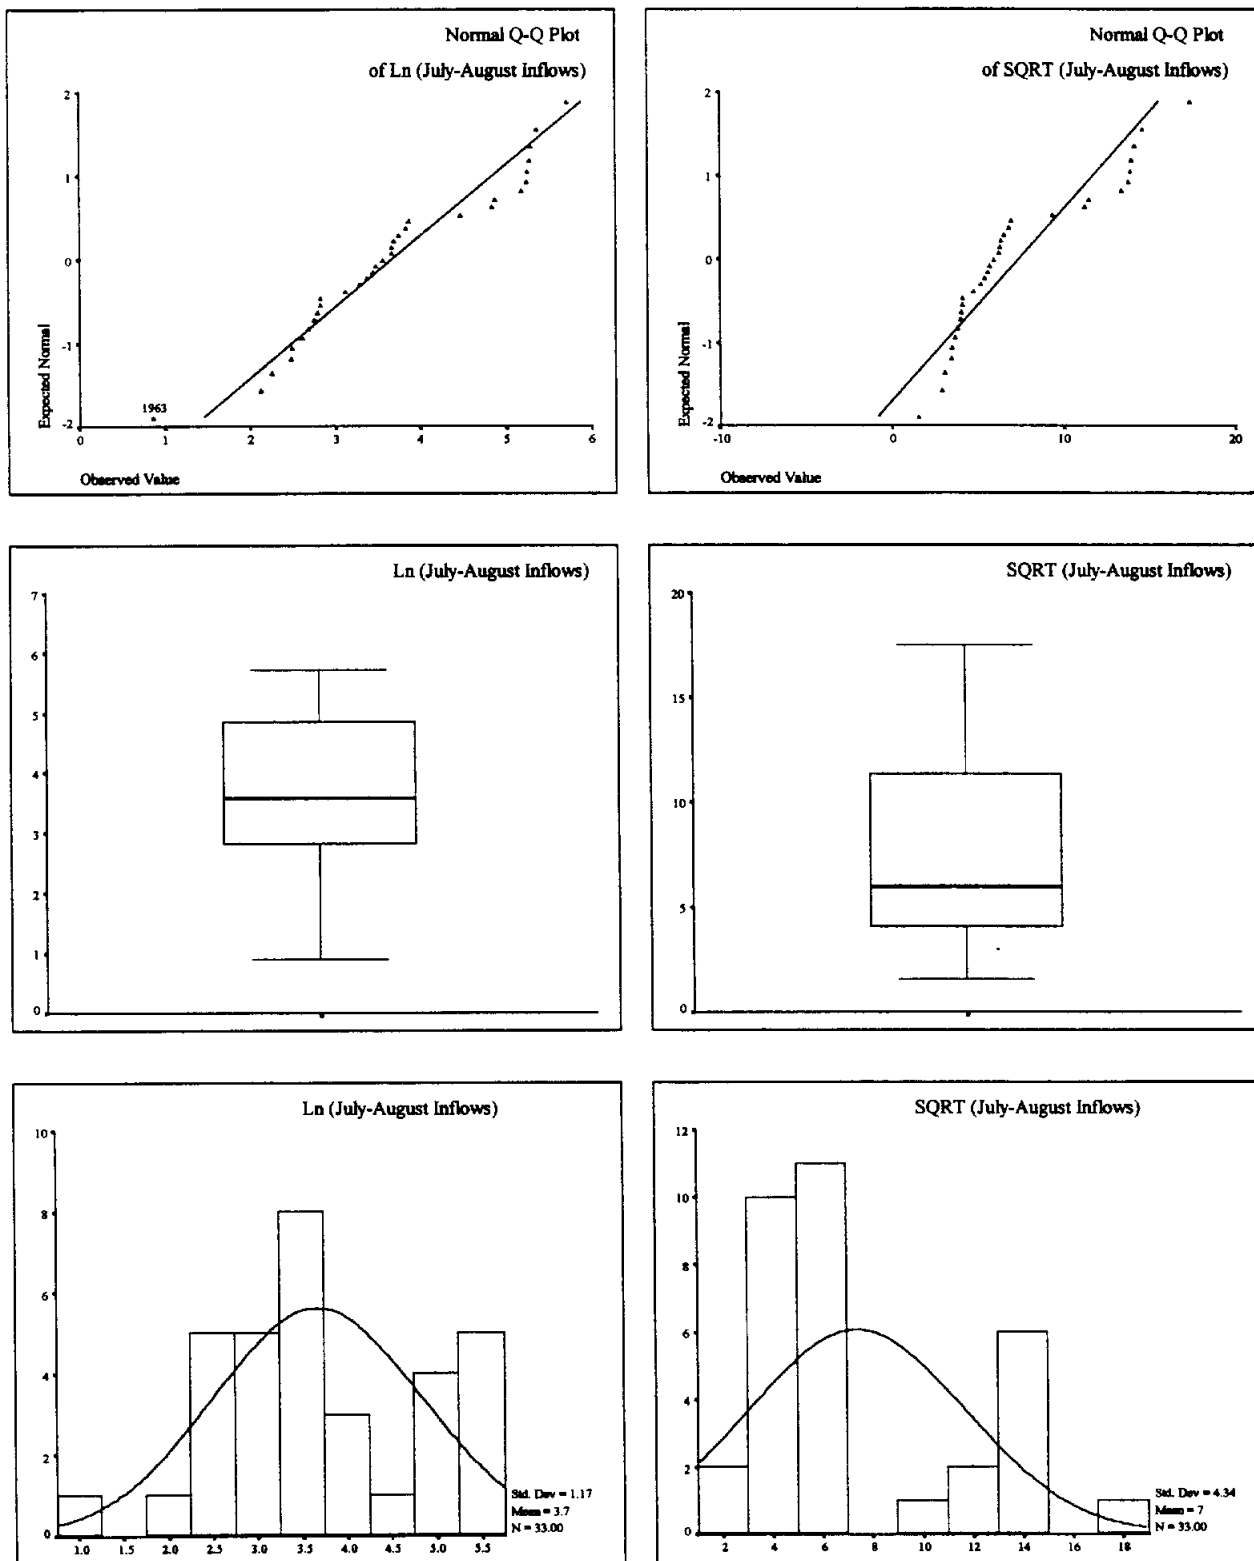 Normal Q-Q Plot
of Ln (July-August Inflows)
2
1
0
-1
-2
Expected Normal
1963
0 1 2 3 4 5 6
Observed Value
Normal Q-Q Plot
of SQRT (July-August Inflows)
2
1
0
-1
-2
Expected Normal
-10 0 10 20
Observed Value
Ln (July-August Inflows)
7
6
5
4
3
2
1
0
SQRT (July-August Inflows)
20
15
10
5
0
Ln (July-August Inflows)
10
8
6
4
2
0
Std. Dev = 1.17
Mean = 3.7
N = 33.00
1.0 1.5 2.0 2.5 3.0 3.5 4.0 4.5 5.0 5.5
SQRT (July-August Inflows)
12
10
8
6
4
2
0
Std. Dev = 4.34
Mean = 7
N = 33.00
2 4 6 8 10 12 14 16 18